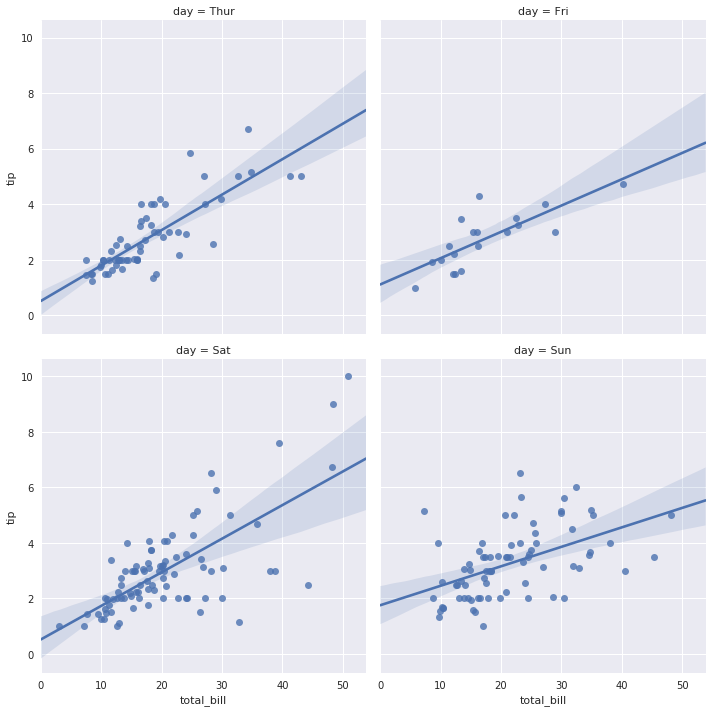 day = Thur
day = Fri
10
8
6
4
2
0
tip
day = Sat
day = Sun
10
8
6
4
2
0
tip
0 10 20 30 40 50
0 10 20 30 40 50
total_bill
total_bill